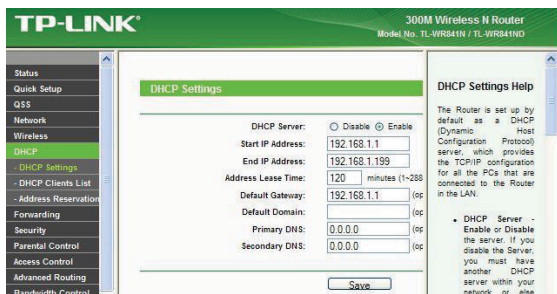 TP-LINK®
300M Wireless N Router
Model No. TL-WR841N / TL-WR841ND
Status
Quick Setup
QSS
Network
Wireless
DHCP
- DHCP Settings
- DHCP Clients List
- Address Reservation
Forwarding
Security
Parental Control
Access Control
Advanced Routing
Bandwidth Control
DHCP Settings
DHCP Server: Disable Enable
Start IP Address: 192.168.1.1
End IP Address: 192.168.1.199
Address Lease Time: 120 minutes (1~288
Default Gateway: 192.168.1.1 (op
Default Domain: (op
Primary DNS: 0.0.0.0 (op
Secondary DNS: 0.0.0.0 (op
Save
DHCP Settings Help
The Router is set up by
default as a DHCP
(Dynamic Host
Configuration Protocol)
server, which provides
the TCP/IP configuration
for all the PCs that are
connected to the Router
in the LAN.
• DHCP Server -
Enable or Disable
the server. If you
disable the Server,
you must have
another DHCP
server within your
network or else